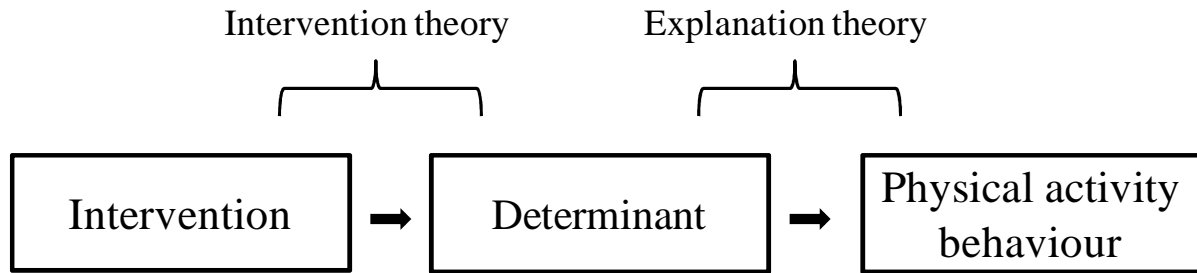 Intervention theory
Explanation theory
Intervention
Determinant
Physical activity
behaviour